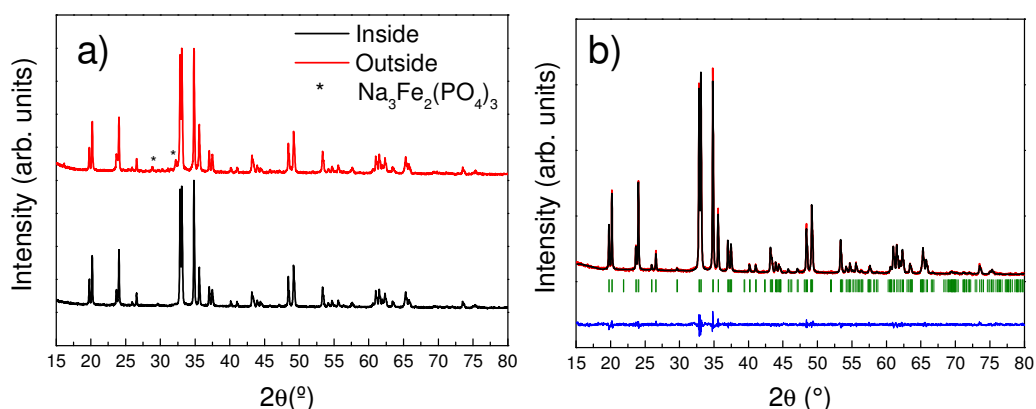 a)
Inside
Outside
* Na₃Fe₂(PO₄)₃
*
*
Intensity (arb. units)
15 20 25 30 35 40 45 50 55 60 65 70 75 80
2θ(º)
b)
Intensity (arb. units)
15 20 25 30 35 40 45 50 55 60 65 70 75 80
2θ (°)